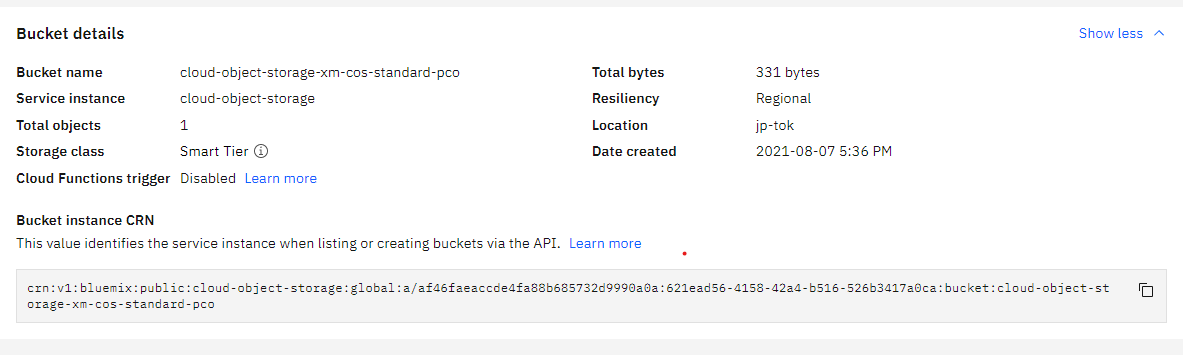 Bucket details
Show less
Bucket name cloud-object-storage-xm-cos-standard-pco
Total bytes 331 bytes
Service instance cloud-object-storage
Resiliency Regional
Total objects 1
Location jp-tok
Storage class Smart Tier
Date created 2021-08-07 5:36 PM
Cloud Functions trigger Disabled Learn more
Bucket instance CRN
This value identifies the service instance when listing or creating buckets via the API. Learn more
crn:v1:bluemix:public:cloud-object-storage:global:a/af46faeaccde4fa88b685732d9990a0a:621ead56-4158-42a4-b516-526b3417a0ca:bucket:cloud-object-st
orage-xm-cos-standard-pco